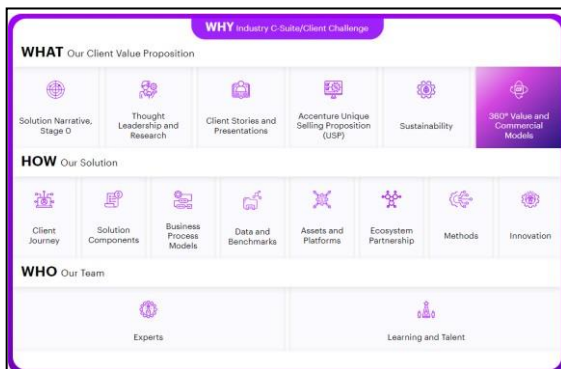 WHY Industry C-Suite/Client Challenge
WHAT Our Client Value Proposition
Solution Narrative,
Stage 0
Thought
Leadership and
Research
Client Stories and
Presentations
Accenture Unique
Selling Proposition
(USP)
Sustainability
360° Value and
Commercial
Models
HOW Our Solution
Client
Journey
Solution
Components
Business
Process
Models
Data and
Benchmarks
Assets and
Platforms
Ecosystem
Partnership
Methods
Innovation
WHO Our Team
Experts
Learning and Talent